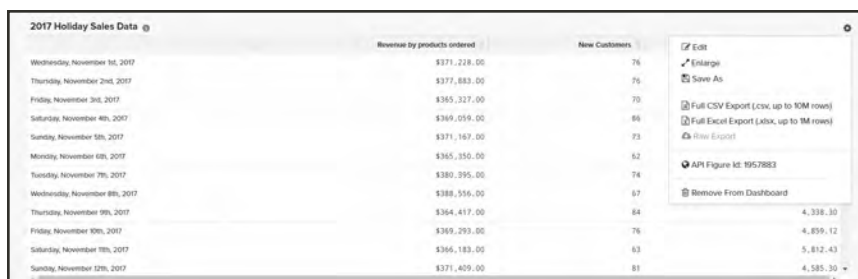 2017 Holiday Sales Data
Revenue by products ordered New Customers
Wednesday, November 1st, 2017 $371,228.00 76
Thursday, November 2nd, 2017 $377,883.00 76
Friday, November 3rd, 2017 $365,327.00 70
Saturday, November 4th, 2017 $369,059.00 86
Sunday, November 5th, 2017 $371,167.00 73
Monday, November 6th, 2017 $365,350.00 62
Tuesday, November 7th, 2017 $380,395.00 74
Wednesday, November 8th, 2017 $388,556.00 67
Thursday, November 9th, 2017 $364,417.00 84 4,338.30
Friday, November 10th, 2017 $369,293.00 76 4,859.12
Saturday, November 11th, 2017 $366,183.00 63 5,812.43
Sunday, November 12th, 2017 $371,409.00 81 4,585.30
Edit
Enlarge
Save As
Full CSV Export (.csv, up to 10M rows)
Full Excel Export (.xlsx, up to 1M rows)
Raw Export
API Figure Id: 1957883
Remove From Dashboard